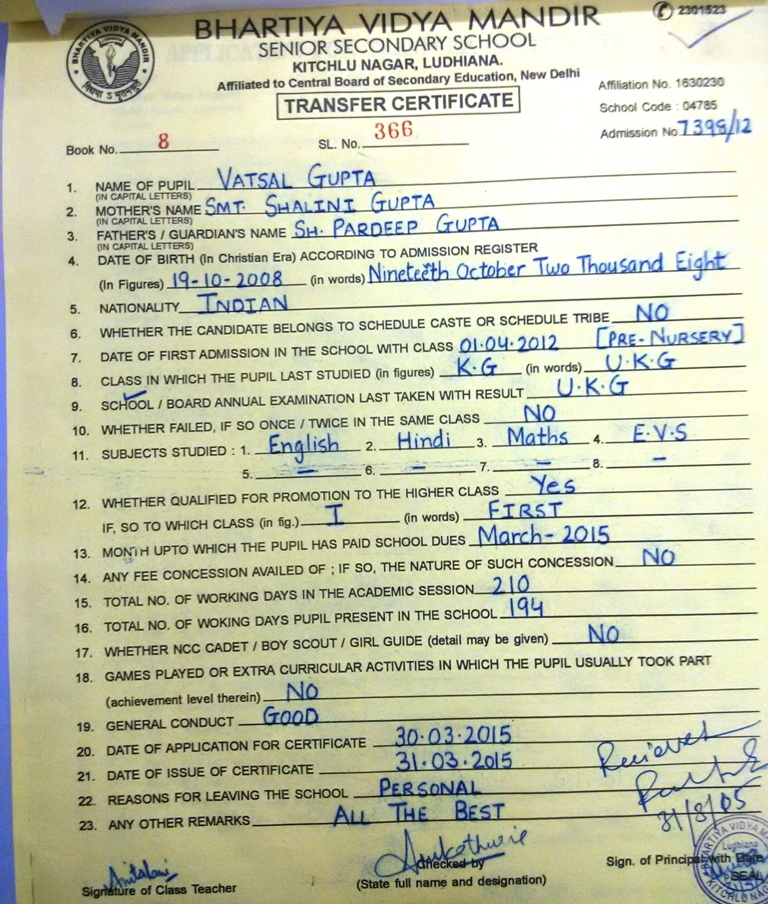 BHARTIYA VIDYA MANDIR
2301523
SENIOR SECONDARY SCHOOL
KITCHLU NAGAR, LUDHIANA.
Affiliated to Central Board of Secondary Education, New Delhi
Affiliation No. 1630230
TRANSFER CERTIFICATE
School Code : 04785
Admission No 7398/12
Book No. 8 SL. No. 366
1. NAME OF PUPIL VATSAL GUPTA
(IN CAPITAL LETTERS)
2. MOTHER'S NAME SMT. SHALINI GUPTA
(IN CAPITAL LETTERS)
3. FATHER'S / GUARDIAN'S NAME SH. PARDEEP GUPTA
(IN CAPITAL LETTERS)
4. DATE OF BIRTH (In Christian Era) ACCORDING TO ADMISSION REGISTER
(In Figures) 19-10-2008 (in words) Nineteeth October Two Thousand Eight
5. NATIONALITY INDIAN
6. WHETHER THE CANDIDATE BELONGS TO SCHEDULE CASTE OR SCHEDULE TRIBE NO
7. DATE OF FIRST ADMISSION IN THE SCHOOL WITH CLASS 01.04.2012 [PRE-NURSERY]
8. CLASS IN WHICH THE PUPIL LAST STUDIED (in figures) K.G (in words) U.K.G
9. SCHOOL / BOARD ANNUAL EXAMINATION LAST TAKEN WITH RESULT U.K.G
10. WHETHER FAILED, IF SO ONCE / TWICE IN THE SAME CLASS NO
11. SUBJECTS STUDIED : 1. English 2. Hindi 3. Maths 4. E.V.S
5. — 6. — 7. — 8. —
12. WHETHER QUALIFIED FOR PROMOTION TO THE HIGHER CLASS Yes
IF, SO TO WHICH CLASS (in fig.) I (in words) FIRST
13. MONTH UPTO WHICH THE PUPIL HAS PAID SCHOOL DUES March-2015
14. ANY FEE CONCESSION AVAILED OF ; IF SO, THE NATURE OF SUCH CONCESSION NO
15. TOTAL NO. OF WORKING DAYS IN THE ACADEMIC SESSION 210
16. TOTAL NO. OF WOKING DAYS PUPIL PRESENT IN THE SCHOOL 194
17. WHETHER NCC CADET / BOY SCOUT / GIRL GUIDE (detail may be given) NO
18. GAMES PLAYED OR EXTRA CURRICULAR ACTIVITIES IN WHICH THE PUPIL USUALLY TOOK PART
(achievement level therein) NO
19. GENERAL CONDUCT GOOD
20. DATE OF APPLICATION FOR CERTIFICATE 30.03.2015
21. DATE OF ISSUE OF CERTIFICATE 31.03.2015
22. REASONS FOR LEAVING THE SCHOOL PERSONAL
23. ANY OTHER REMARKS ALL THE BEST
Recieved
Signature of Class Teacher
Checked by
(State full name and designation)
Sign. of Principal with Date
SEAL